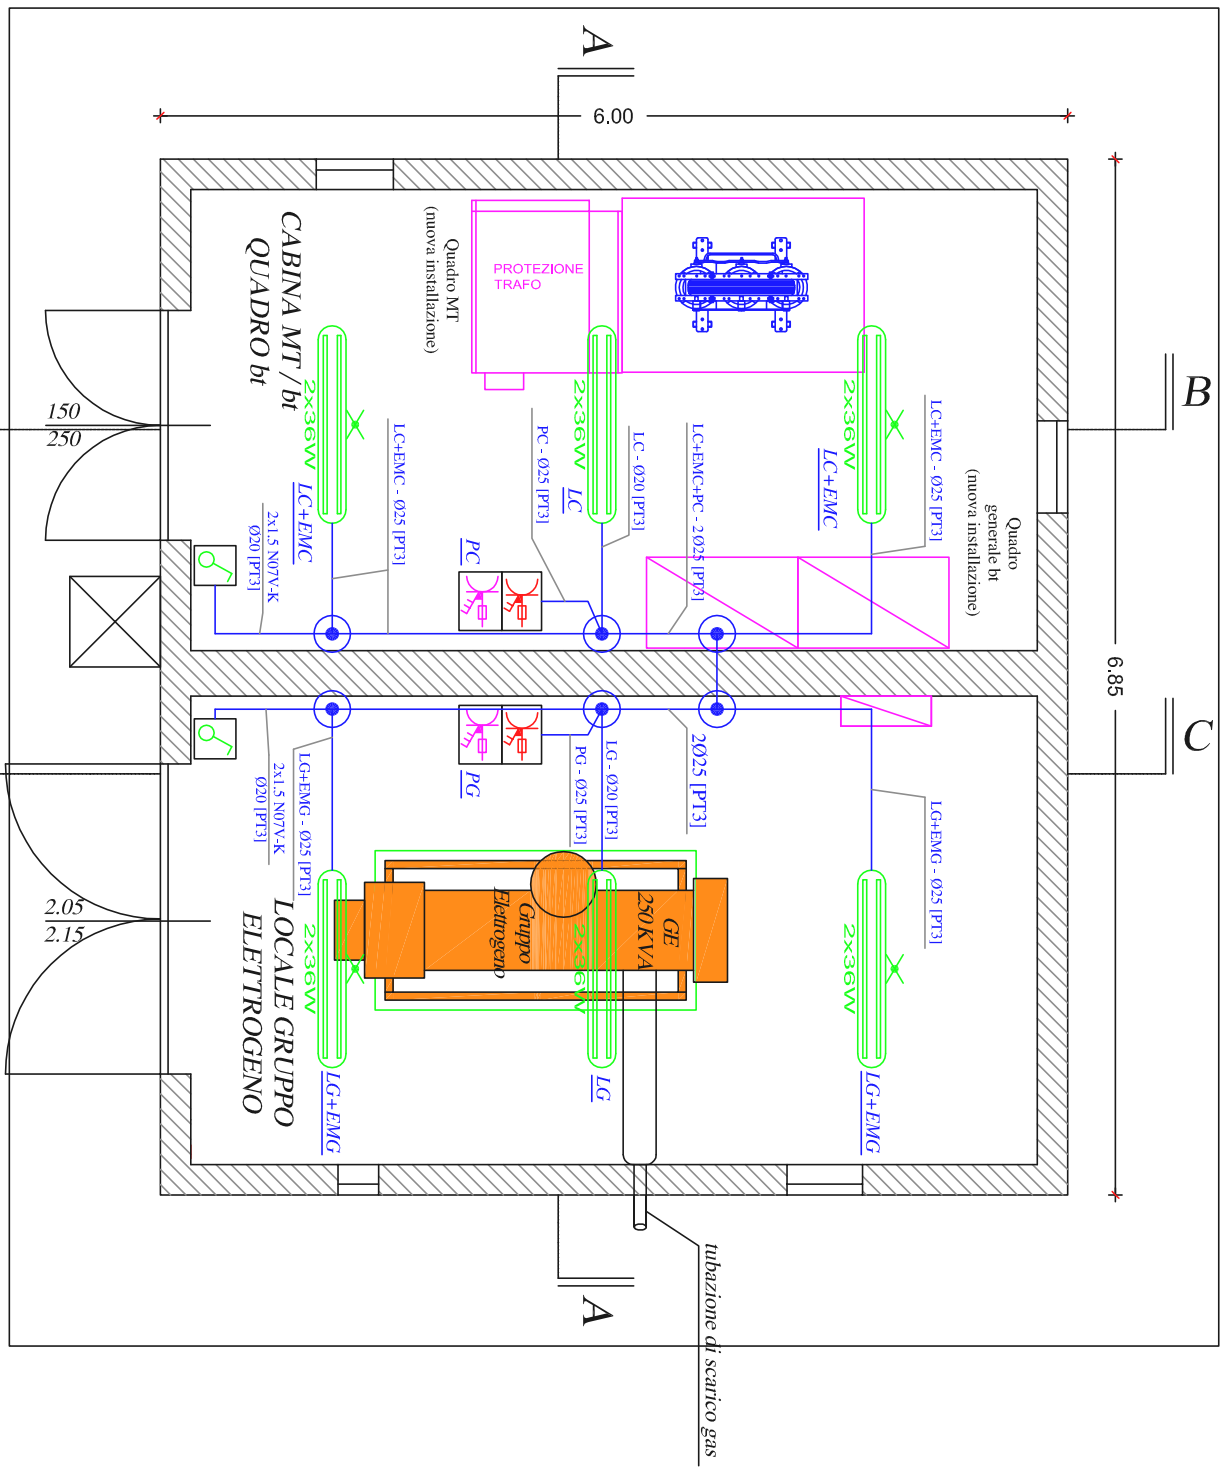 A
6.00
6.85
B
C
CABINA MT / bt
QUADRO bt
Quadro MT
(nuova installazione)
PROTEZIONE
TRAFO
Quadro
generale bt
(nuova installazione)
2x36W
2x36W
2x36W
LC+EMC
LC
LC+EMC
LC+EMC - Ø25 [PT3]
PC - Ø25 [PT3]
LC - Ø20 [PT3]
LC+EMC+PC - 2Ø25 [PT3]
LC+EMC - Ø25 [PT3]
2x1.5 N07V-K
Ø20 [PT3]
PC
150
250
PG
2x1.5 N07V-K
Ø20 [PT3]
LG+EMG - Ø25 [PT3]
PG - Ø25 [PT3]
LG - Ø20 [PT3]
2Ø25 [PT3]
LG+EMG - Ø25 [PT3]
2.05
2.15
LOCALE GRUPPO
ELETTROGENO
GE
250KVA
Gruppo
Elettrogeno
2x36W
2x36W
2x36W
LG+EMG
LG
LG+EMG
A
tubazione di scarico gas